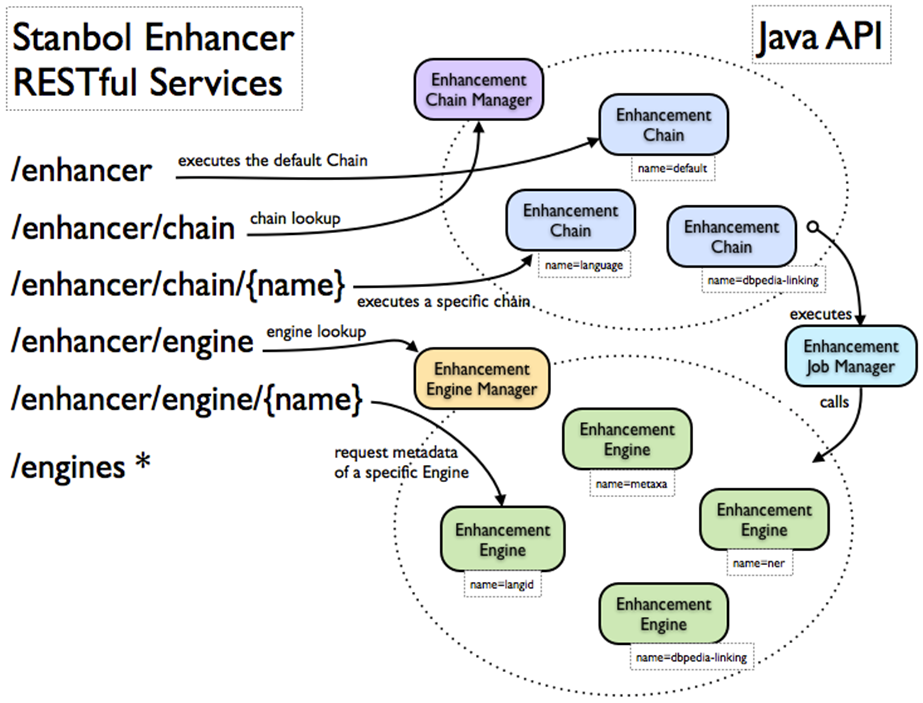 Stanbol Enhancer
RESTful Services
Java API
Enhancement
Chain Manager
Enhancement
Chain
name=default
/enhancer
executes the default Chain
/enhancer/chain
chain lookup
Enhancement
Chain
name=language
Enhancement
Chain
name=dbpedia-linking
/enhancer/chain/{name}
executes a specific chain
executes
/enhancer/engine
engine lookup
Enhancement
Job Manager
calls
Enhancement
Engine Manager
/enhancer/engine/{name}
request metadata
of a specific Engine
/engines *
Enhancement
Engine
name=metaxa
Enhancement
Engine
name=ner
Enhancement
Engine
name=langid
Enhancement
Engine
name=dbpedia-linking